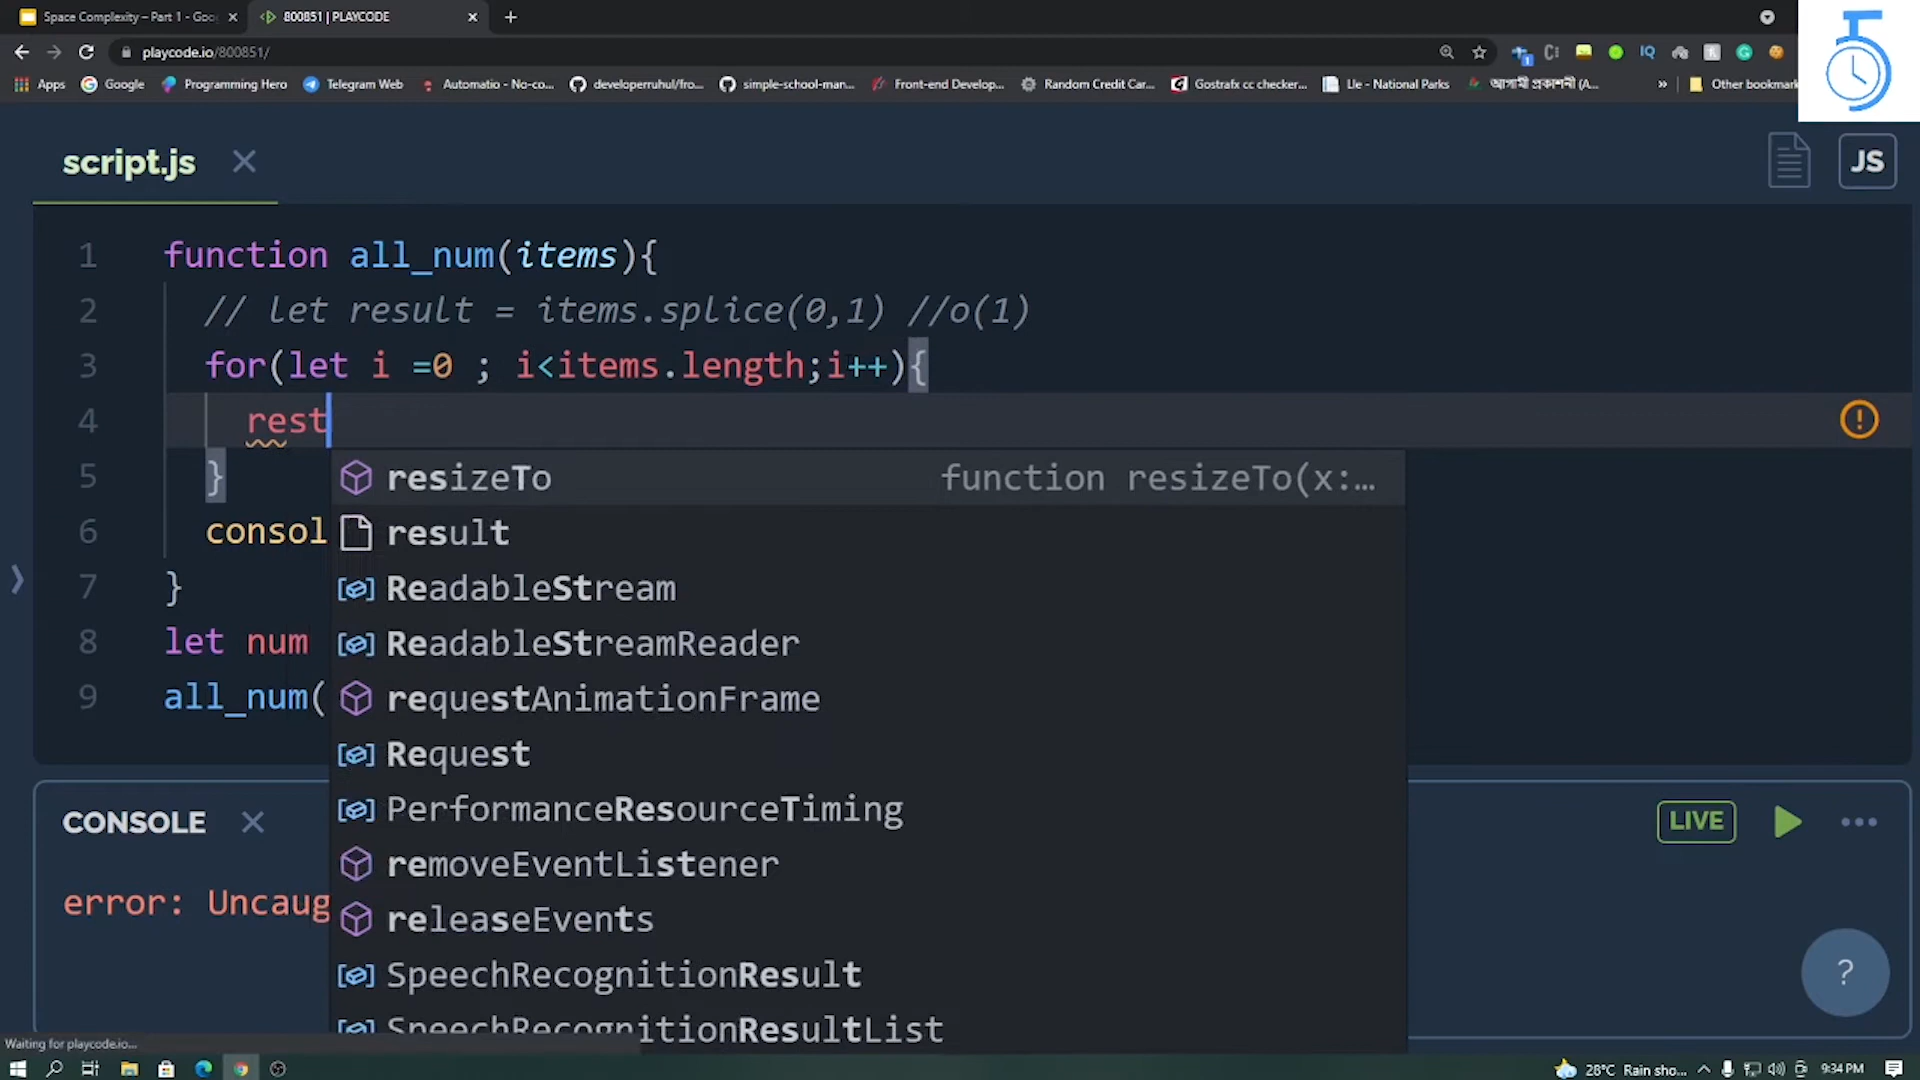 Space Complexity – Part 1 - Goo
800851 | PLAYCODE
playcode.io/800851/
Apps
Google
Programming Hero
Telegram Web
Automatio - No-co...
developerruhul/fro...
simple-school-man...
Front-end Develop...
Random Credit Car...
Gostrafx cc checker...
Lle - National Parks
আগামী প্রকাশনী (A...
»
Other bookmark
script.js
JS
1 function all_num(items){
2 // let result = items.splice(0,1) //o(1)
3 for(let i =0 ; i<items.length;i++){
4 rest
5 }
6 consol
7 }
8 let num
9 all_num(
resizeTo function resizeTo(x:…
result
ReadableStream
ReadableStreamReader
requestAnimationFrame
Request
PerformanceResourceTiming
removeEventListener
releaseEvents
SpeechRecognitionResult
SpeechRecognitionResultList
CONSOLE
LIVE
error: Uncaug
?
Waiting for playcode.io...
28°C Rain sho...
9:34 PM